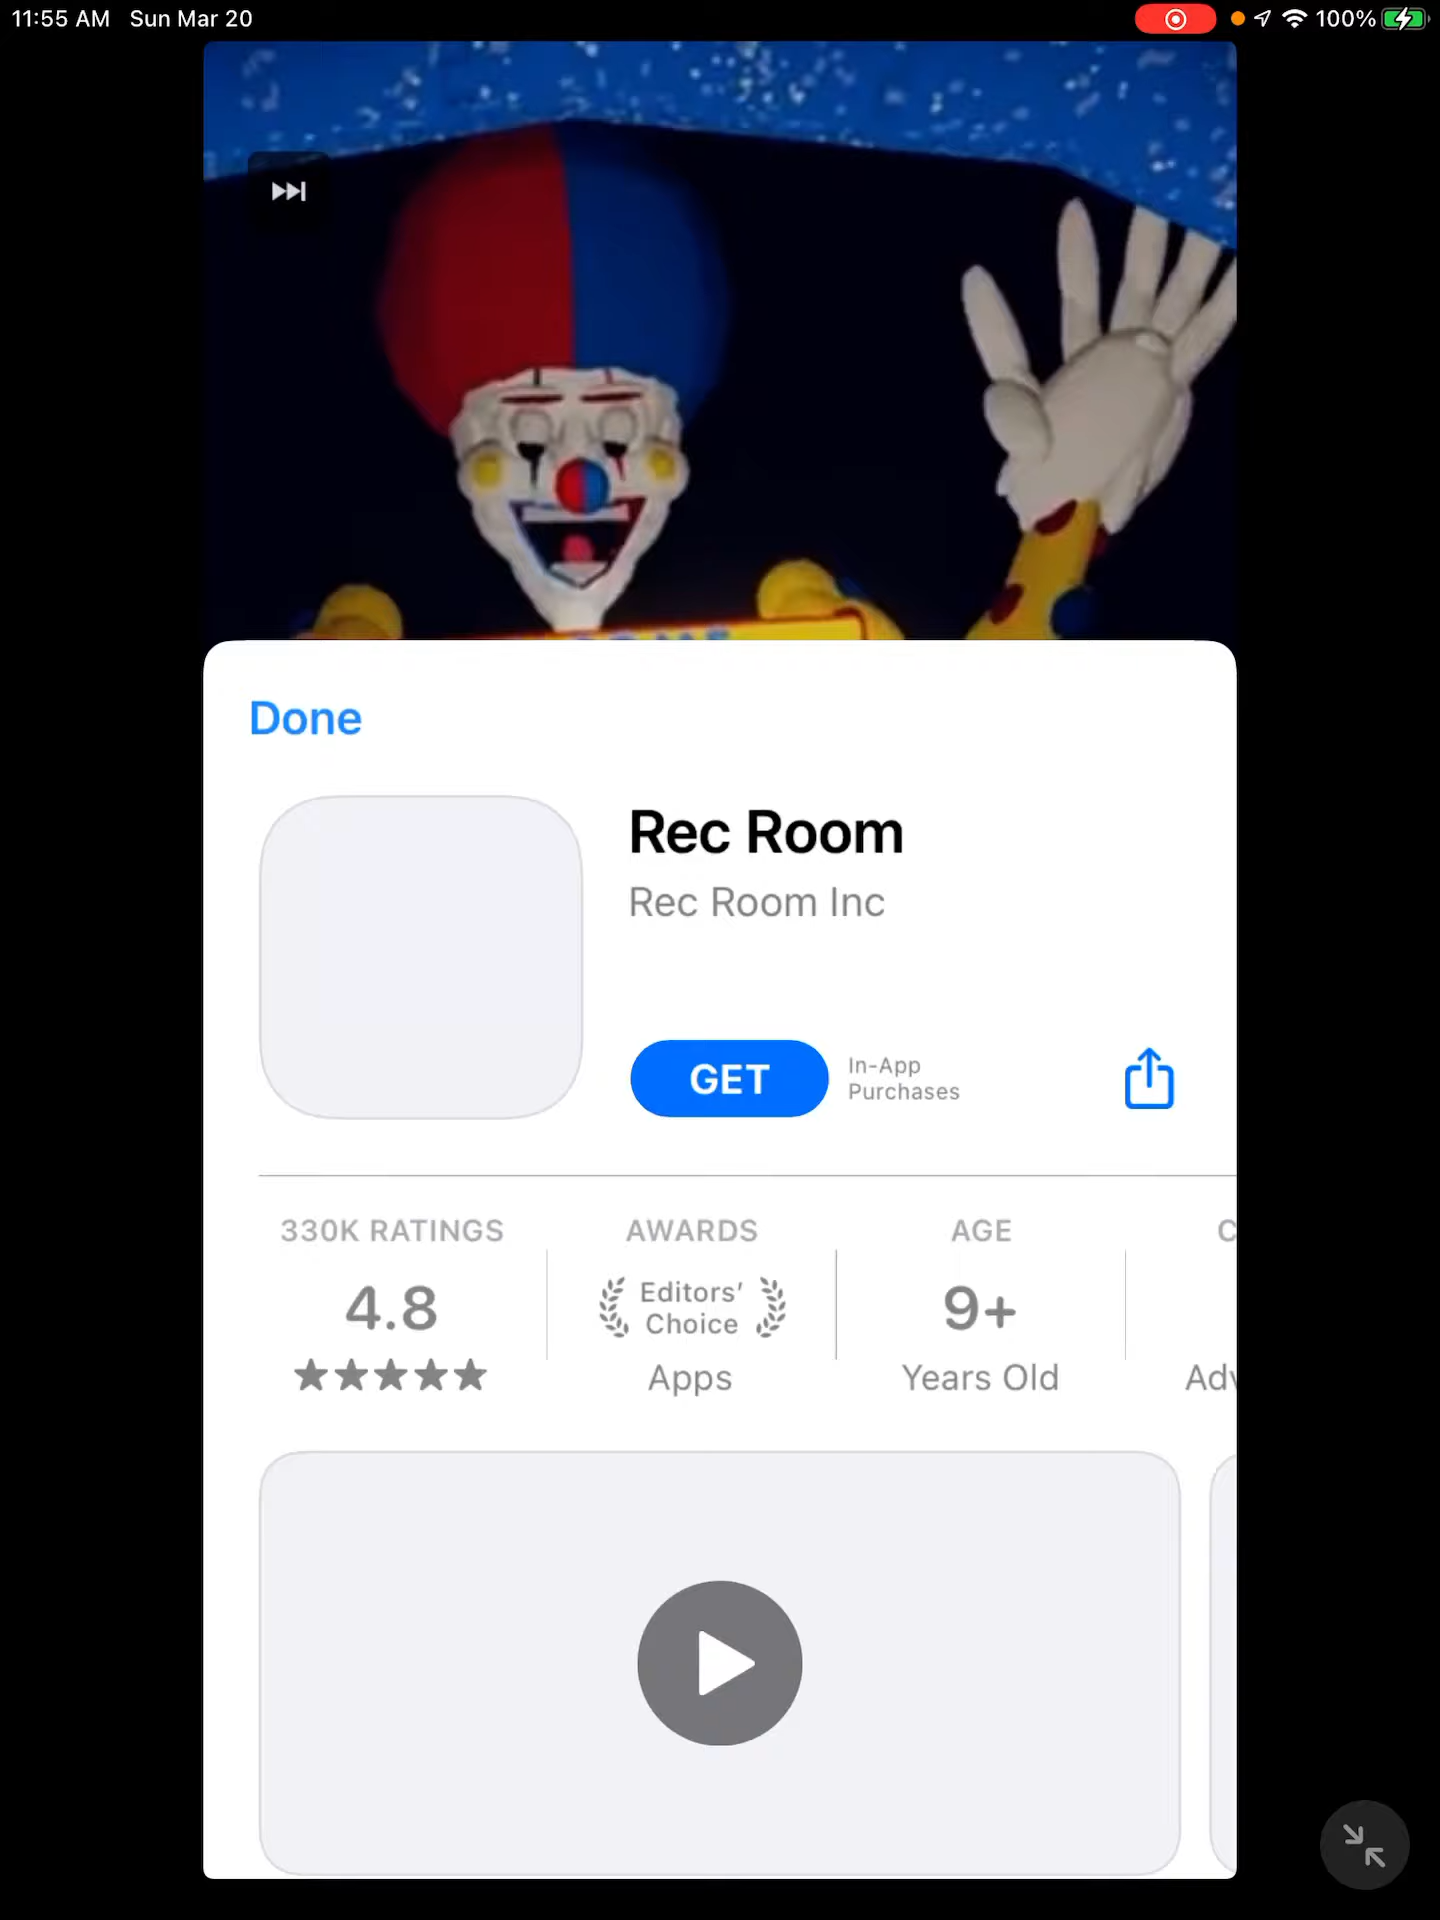 11:55 AM Sun Mar 20
100%
Done
Rec Room
Rec Room Inc
GET
In-App
Purchases
330K RATINGS
4.8
AWARDS
Editors’
Choice
Apps
AGE
9+
Years Old